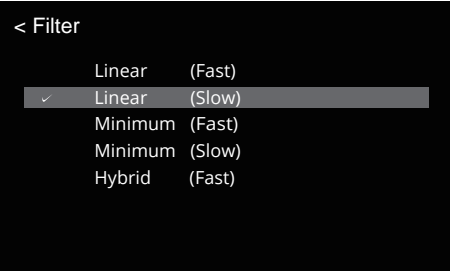 < Filter
Linear (Fast)
✓ Linear (Slow)
Minimum (Fast)
Minimum (Slow)
Hybrid (Fast)